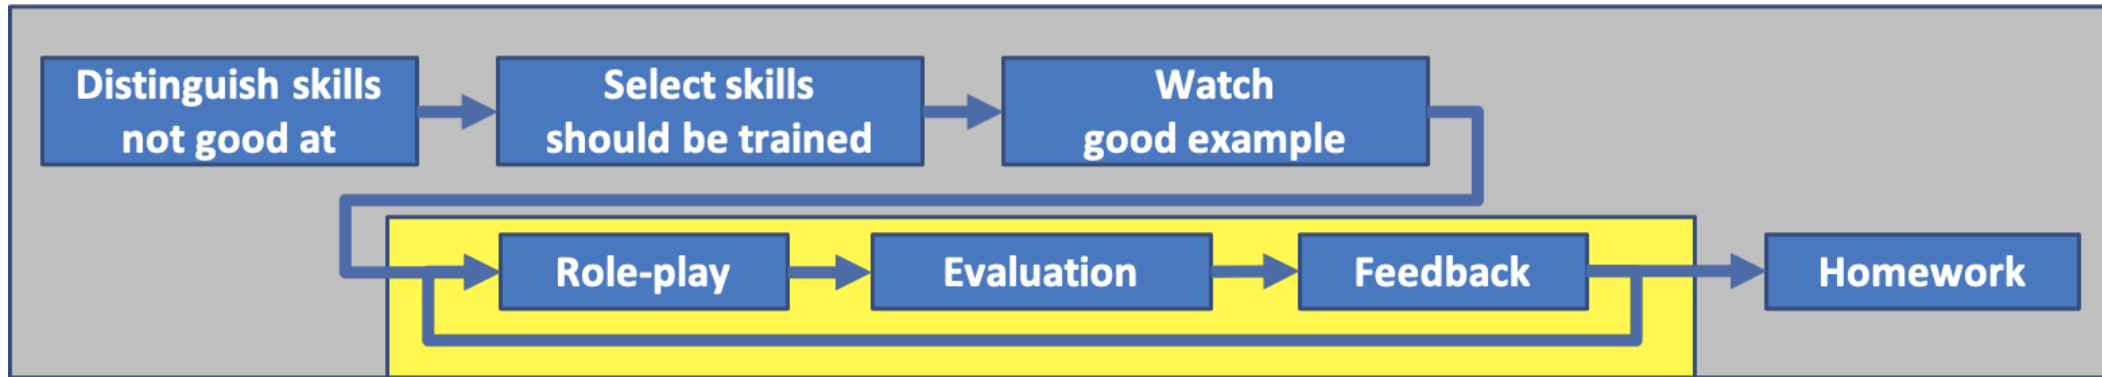 Distinguish skills
not good at
Select skills
should be trained
Watch
good example
Role-play
Evaluation
Feedback
Homework